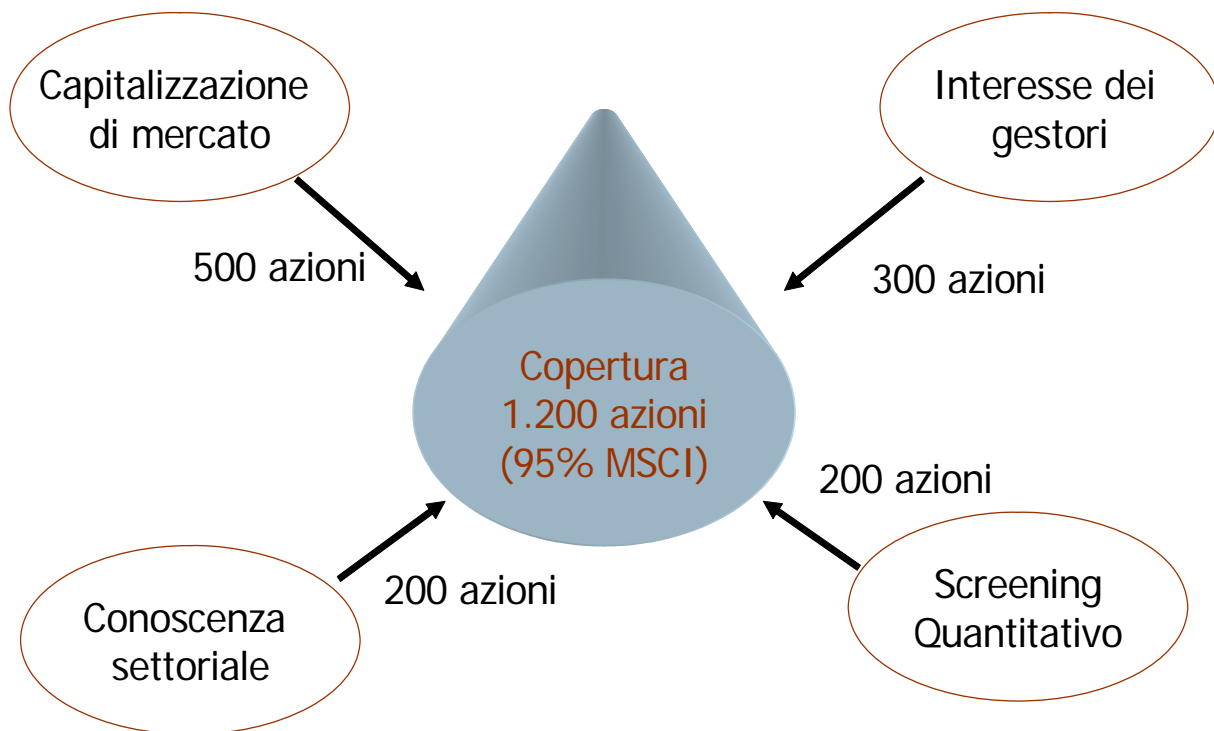 Capitalizzazione
di mercato
Interesse dei
gestori
500 azioni
300 azioni
Copertura
1.200 azioni
(95% MSCI)
200 azioni
200 azioni
Conoscenza
settoriale
Screening
Quantitativo